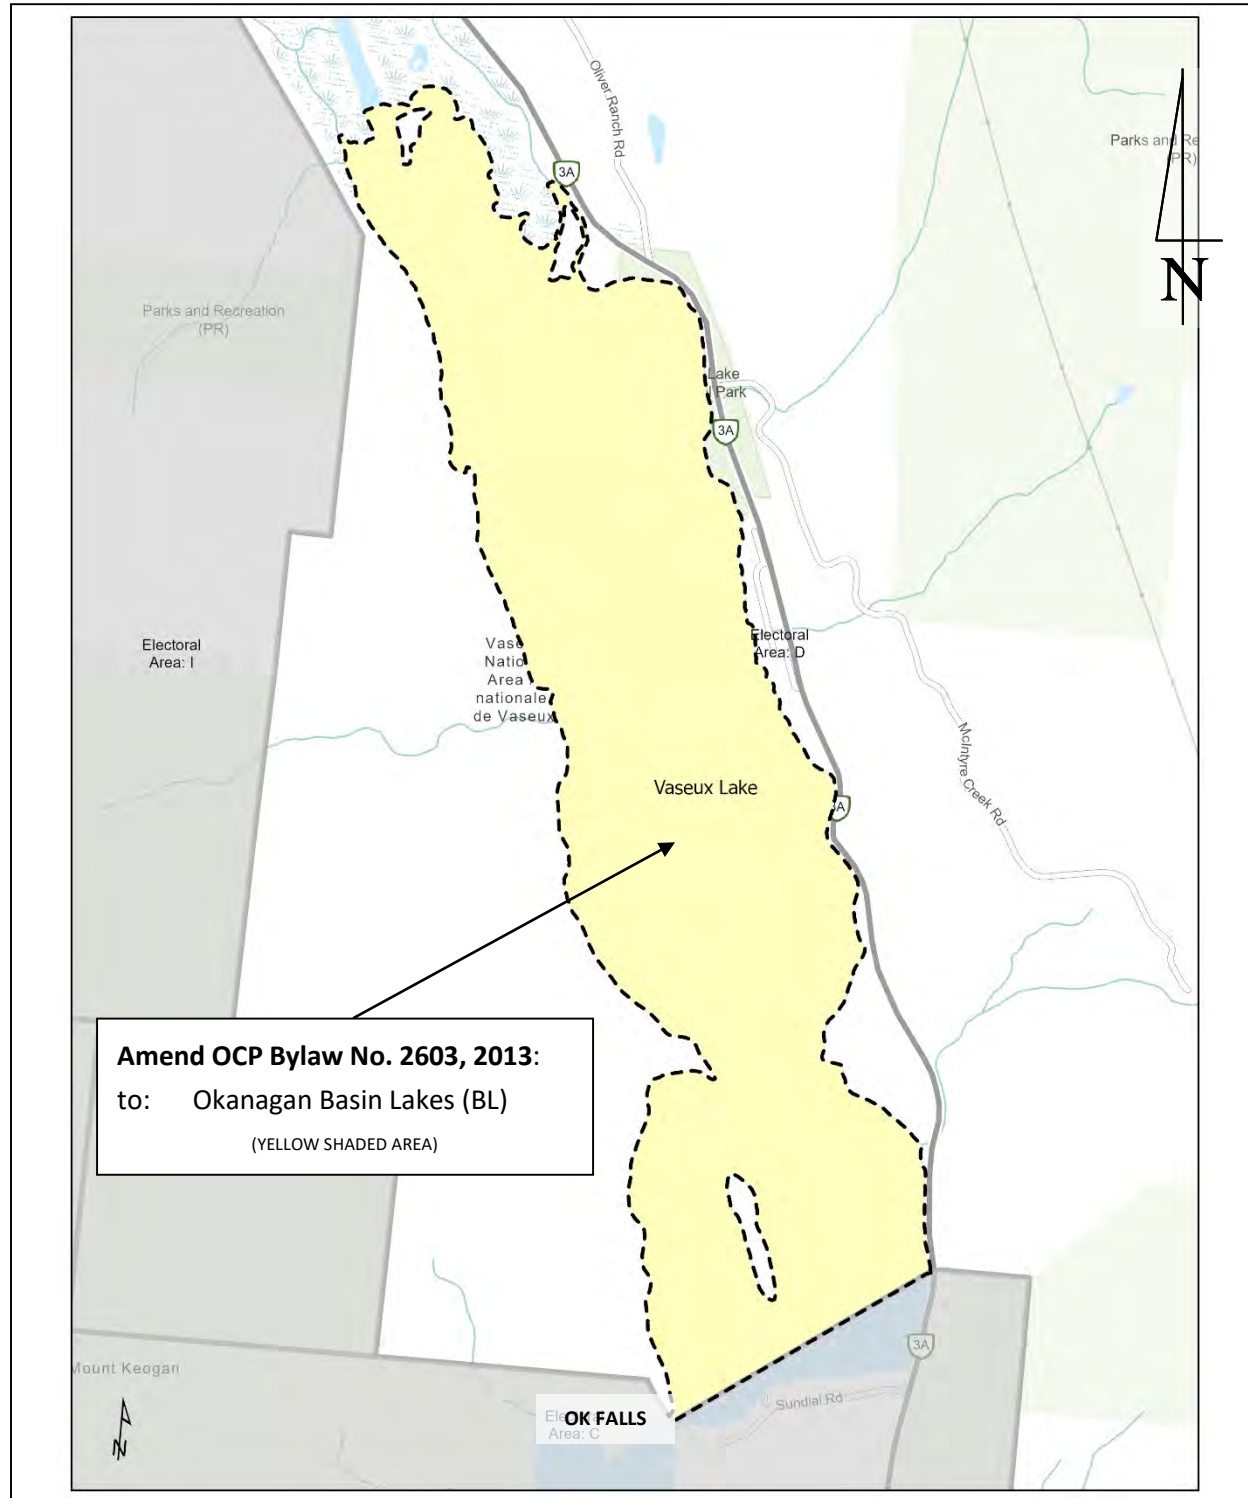 Oliver Ranch Rd
3A
Parks and Re
(PR)
N
Parks and Recreation
(PR)
Lake
Park
3A
Electoral
Area: I
Electoral
Area: D
Vase
Natio
Area
nationale
de Vaseux
McIntyre Creek Rd
Vaseux Lake
3A
Amend OCP Bylaw No. 2603, 2013:
to: Okanagan Basin Lakes (BL)
(YELLOW SHADED AREA)
3A
Mount Keogan
Sundial Rd
OK FALLS
Area: C
N